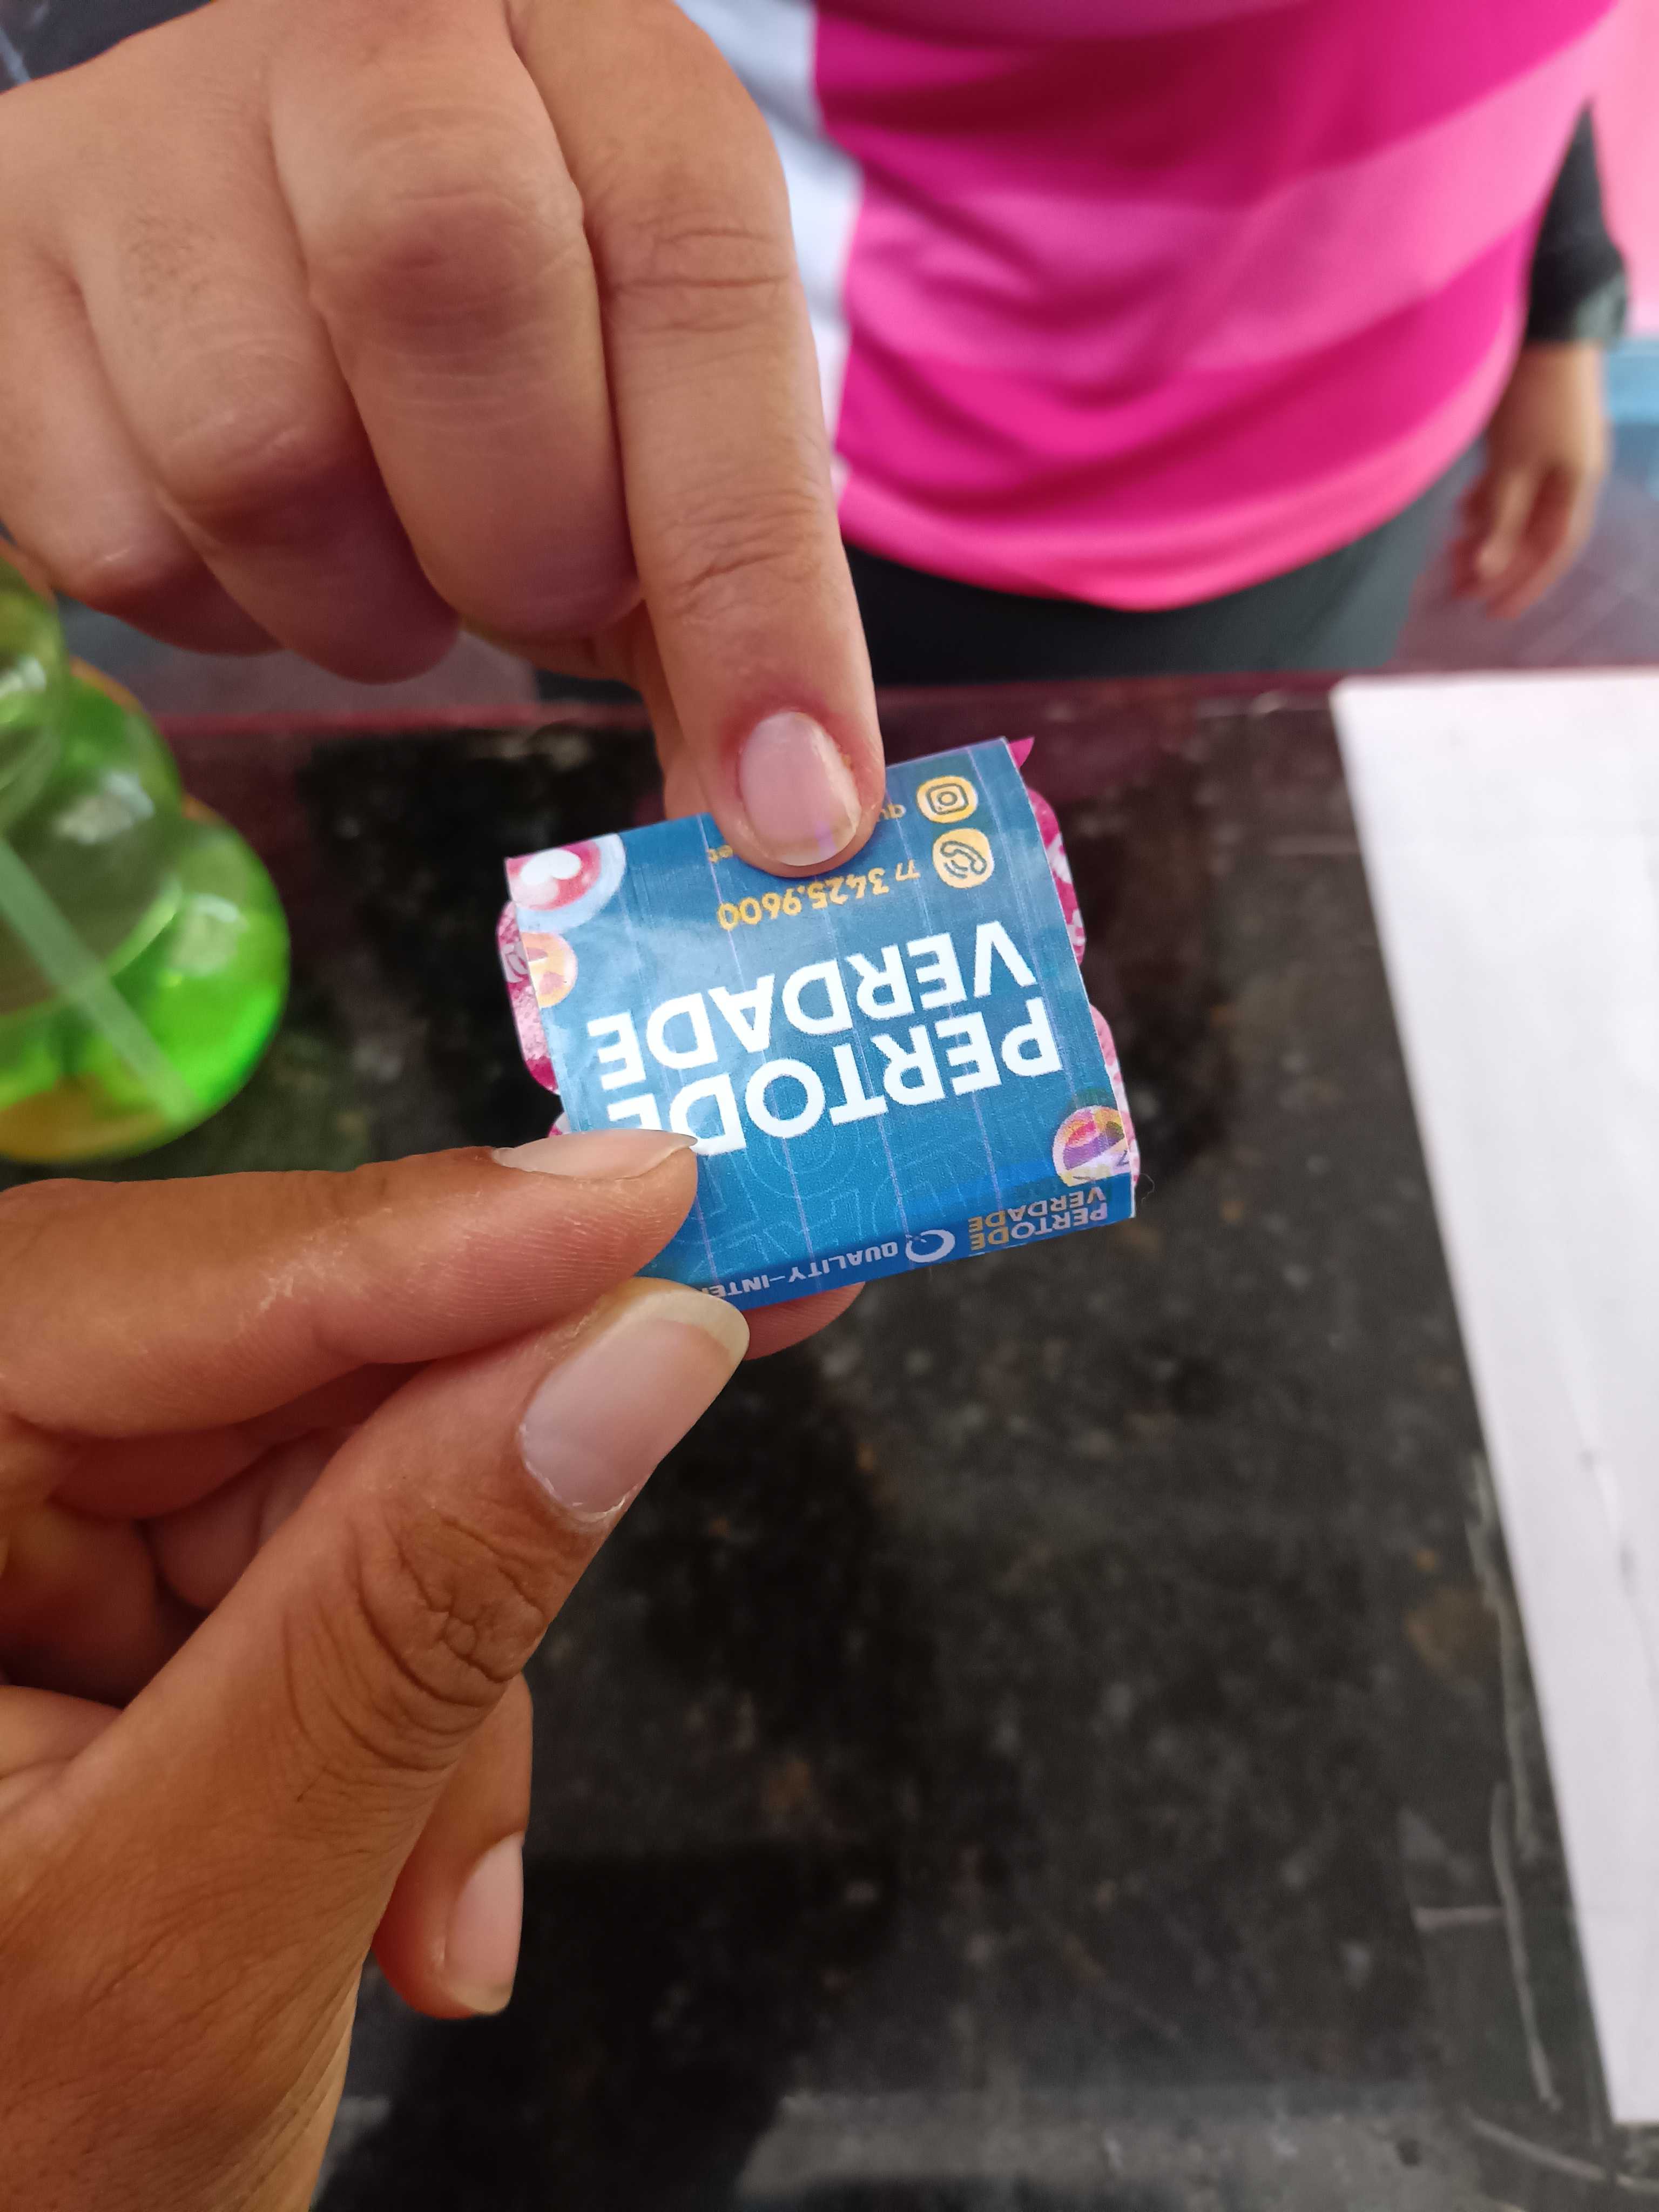 PERTODE
VERDADE
QUALITY-INTE
PERTODE
VERDADE
77 3425.9600